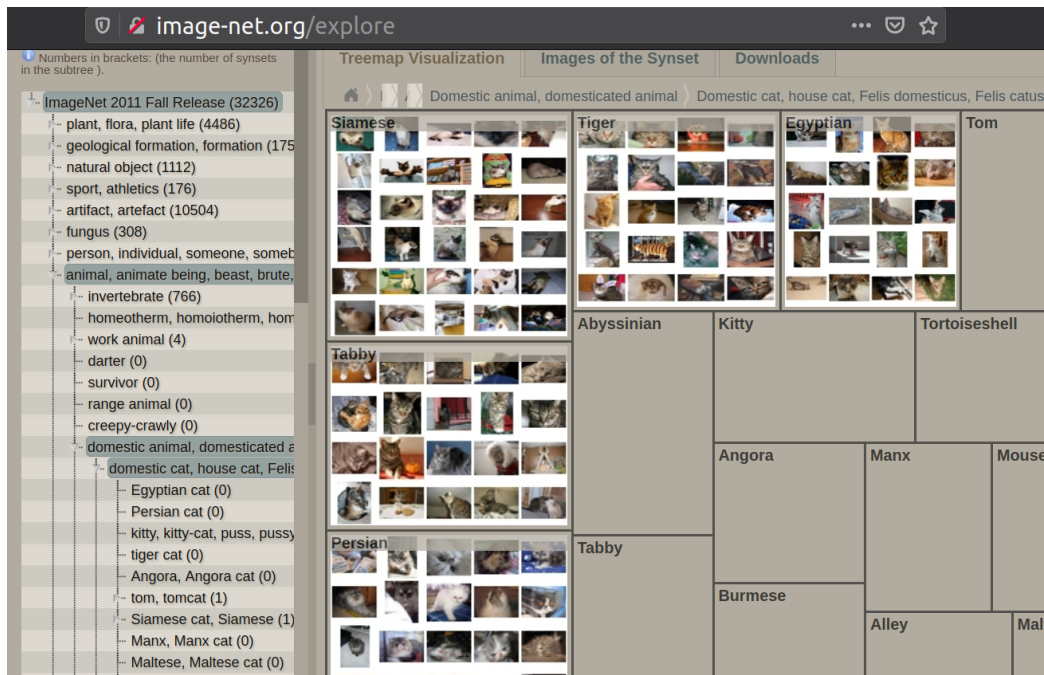 image-net.org/explore
Numbers in brackets: (the number of synsets
in the subtree ).
ImageNet 2011 Fall Release (32326)
plant, flora, plant life (4486)
geological formation, formation (175
natural object (1112)
sport, athletics (176)
artifact, artefact (10504)
fungus (308)
person, individual, someone, someb
animal, animate being, beast, brute,
invertebrate (766)
homeotherm, homoiotherm, hom
work animal (4)
darter (0)
survivor (0)
range animal (0)
creepy-crawly (0)
domestic animal, domesticated a
domestic cat, house cat, Felis
Egyptian cat (0)
Persian cat (0)
kitty, kitty-cat, puss, pussy
tiger cat (0)
Angora, Angora cat (0)
tom, tomcat (1)
Siamese cat, Siamese (1)
Manx, Manx cat (0)
Maltese, Maltese cat (0)
Treemap Visualization
Images of the Synset
Downloads
Domestic animal, domesticated animal
Domestic cat, house cat, Felis domesticus, Felis catus
Siamese
Tiger
Egyptian
Tom
Abyssinian
Kitty
Tortoiseshell
Tabby
Angora
Manx
Mouse
Persian
Tabby
Burmese
Alley
Mal